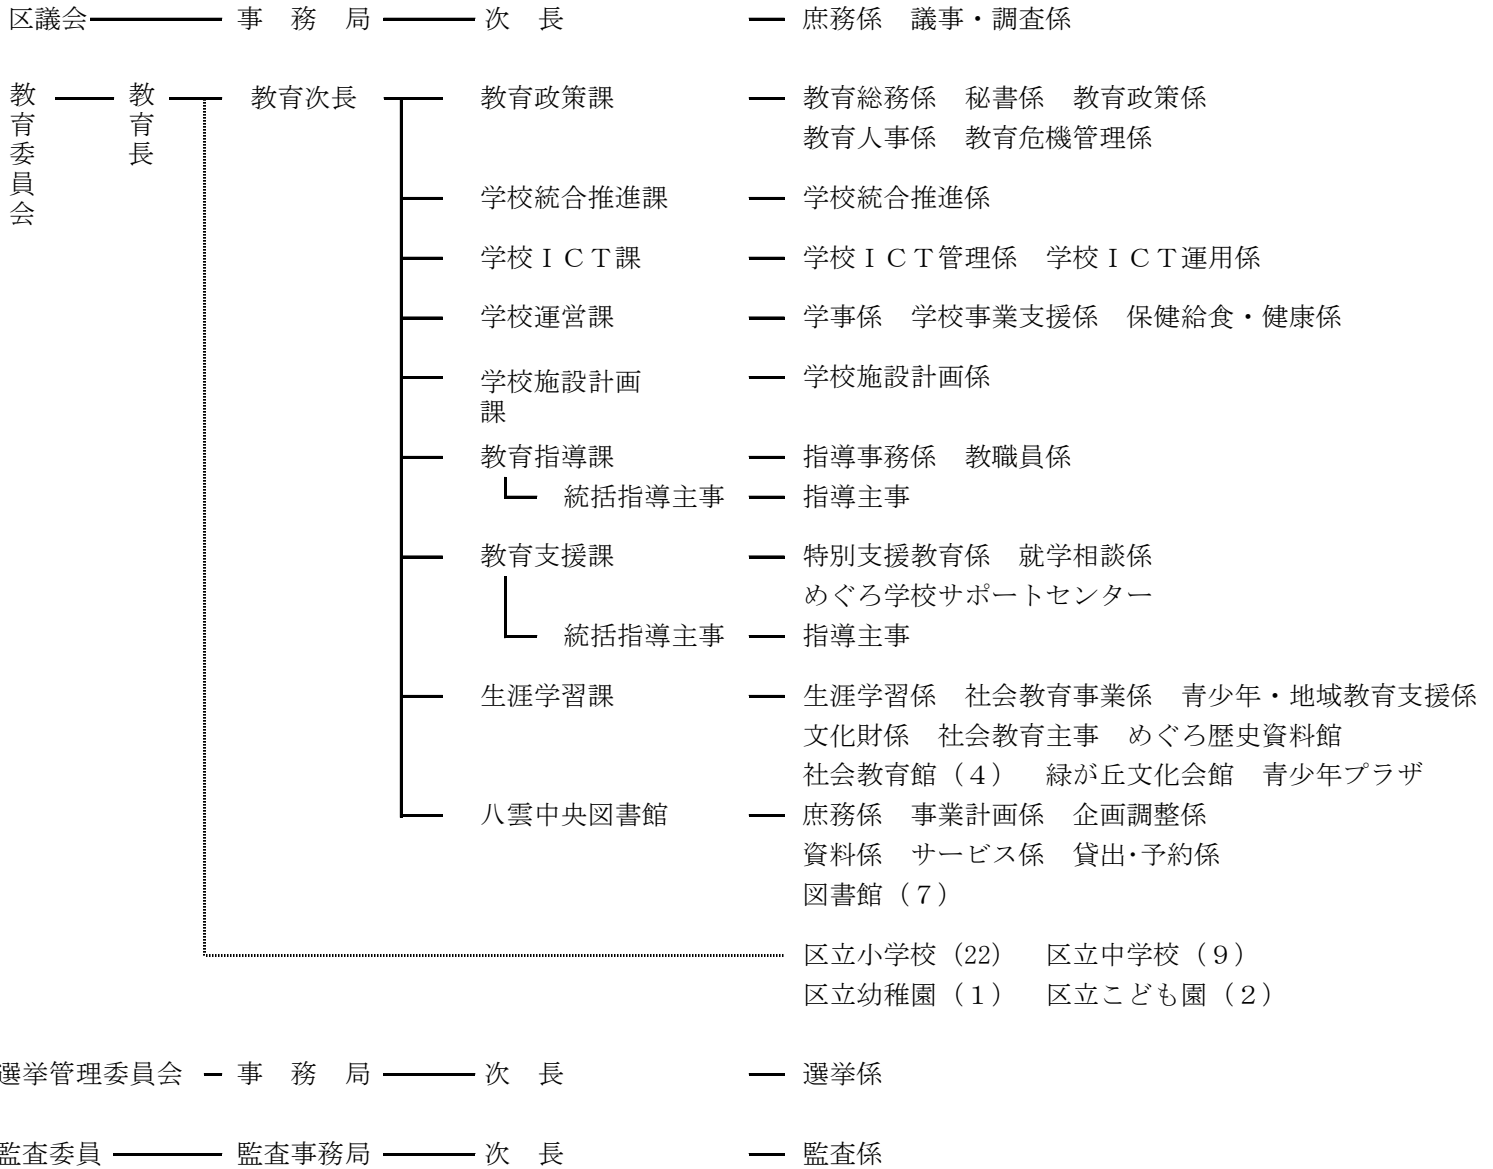 区議会 事　務　局 次　長 庶務係　議事・調査係
教育委員会 教育長 教育次長 教育政策課 教育総務係　秘書係　教育政策係
教育人事係　教育危機管理係
学校統合推進課 学校統合推進係
学校ＩＣＴ課 学校ＩＣＴ管理係　学校ＩＣＴ運用係
学校運営課 学事係　学校事業支援係　保健給食・健康係
学校施設計画 学校施設計画係
課
教育指導課 指導事務係　教職員係
統括指導主事 指導主事
教育支援課 特別支援教育係　就学相談係
めぐろ学校サポートセンター
統括指導主事 指導主事
生涯学習課 生涯学習係　社会教育事業係　青少年・地域教育支援係
文化財係　社会教育主事　めぐろ歴史資料館
社会教育館（４）　緑が丘文化会館　青少年プラザ
八雲中央図書館 庶務係　事業計画係　企画調整係
資料係　サービス係　貸出･予約係
図書館（７）
区立小学校（22）　区立中学校（９）
区立幼稚園（１）　区立こども園（２）
選挙管理委員会 事　務　局 次　長 選挙係
監査委員 監査事務局 次　長 監査係